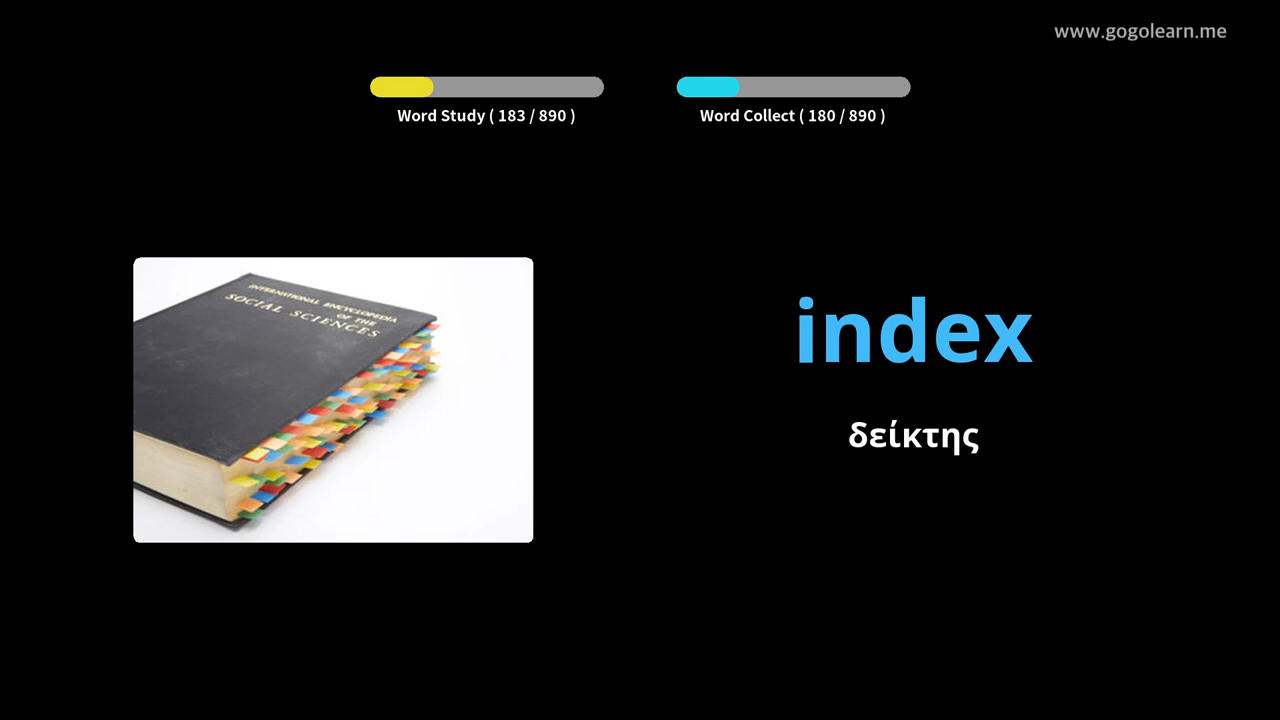 www.gogolearn.me
Word Study ( 183 / 890 )
Word Collect ( 180 / 890 )
INTERNATIONAL ENCYCLOPEDIA
OF THE
SOCIAL SCIENCES
index
δείκτης